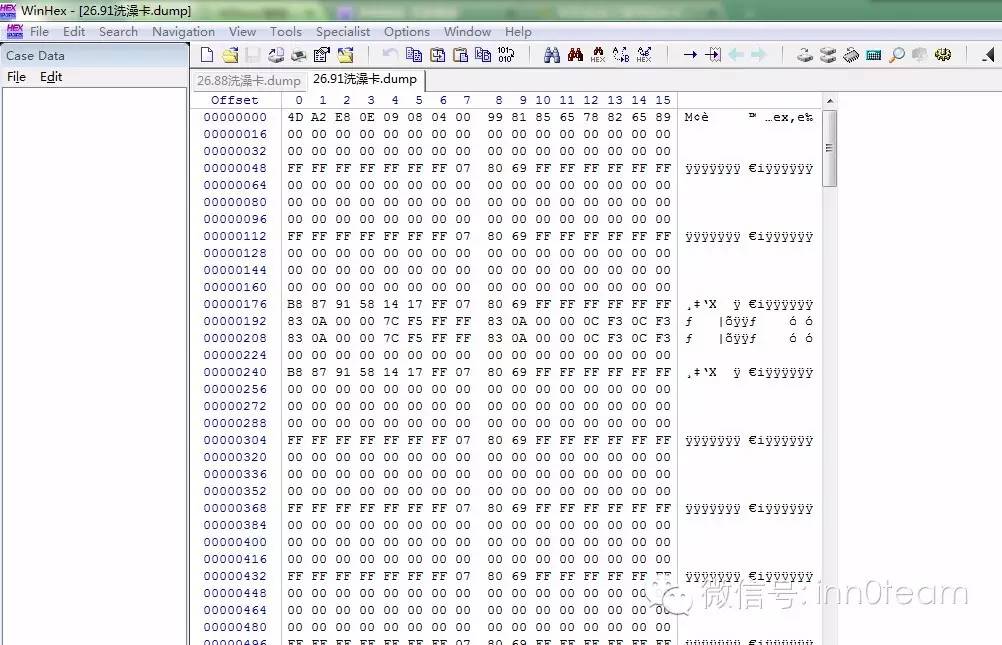 WinHex - [26.91洗澡卡.dump]
File Edit Search Navigation View Tools Specialist Options Window Help
Case Data
File Edit
26.88洗澡卡.dump 26.91洗澡卡.dump
Offset 0 1 2 3 4 5 6 7 8 9 10 11 12 13 14 15
00000000 4D A2 E8 0E 09 08 04 00 99 81 85 65 78 82 65 89 M¢è ™ …ex‚e‰
00000016 00 00 00 00 00 00 00 00 00 00 00 00 00 00 00 00
00000032 00 00 00 00 00 00 00 00 00 00 00 00 00 00 00 00
00000048 FF FF FF FF FF FF FF 07 80 69 FF FF FF FF FF FF ÿÿÿÿÿÿÿ €iÿÿÿÿÿÿ
00000064 00 00 00 00 00 00 00 00 00 00 00 00 00 00 00 00
00000080 00 00 00 00 00 00 00 00 00 00 00 00 00 00 00 00
00000096 00 00 00 00 00 00 00 00 00 00 00 00 00 00 00 00
00000112 FF FF FF FF FF FF FF 07 80 69 FF FF FF FF FF FF ÿÿÿÿÿÿÿ €iÿÿÿÿÿÿ
00000128 00 00 00 00 00 00 00 00 00 00 00 00 00 00 00 00
00000144 00 00 00 00 00 00 00 00 00 00 00 00 00 00 00 00
00000160 00 00 00 00 00 00 00 00 00 00 00 00 00 00 00 00
00000176 B8 87 91 58 14 17 FF 07 80 69 FF FF FF FF FF FF ¸‡‘X ÿ €iÿÿÿÿÿÿ
00000192 83 0A 00 00 7C F5 FF FF 83 0A 00 00 0C F3 0C F3 ƒ |õÿÿƒ ó ó
00000208 83 0A 00 00 7C F5 FF FF 83 0A 00 00 0C F3 0C F3 ƒ |õÿÿƒ ó ó
00000224 00 00 00 00 00 00 00 00 00 00 00 00 00 00 00 00
00000240 B8 87 91 58 14 17 FF 07 80 69 FF FF FF FF FF FF ¸‡‘X ÿ €iÿÿÿÿÿÿ
00000256 00 00 00 00 00 00 00 00 00 00 00 00 00 00 00 00
00000272 00 00 00 00 00 00 00 00 00 00 00 00 00 00 00 00
00000288 00 00 00 00 00 00 00 00 00 00 00 00 00 00 00 00
00000304 FF FF FF FF FF FF FF 07 80 69 FF FF FF FF FF FF ÿÿÿÿÿÿÿ €iÿÿÿÿÿÿ
00000320 00 00 00 00 00 00 00 00 00 00 00 00 00 00 00 00
00000336 00 00 00 00 00 00 00 00 00 00 00 00 00 00 00 00
00000352 00 00 00 00 00 00 00 00 00 00 00 00 00 00 00 00
00000368 FF FF FF FF FF FF FF 07 80 69 FF FF FF FF FF FF ÿÿÿÿÿÿÿ €iÿÿÿÿÿÿ
00000384 00 00 00 00 00 00 00 00 00 00 00 00 00 00 00 00
00000400 00 00 00 00 00 00 00 00 00 00 00 00 00 00 00 00
00000416 00 00 00 00 00 00 00 00 00 00 00 00 00 00 00 00
00000432 FF FF FF FF FF FF FF 07 80 69 FF FF FF FF FF FF ÿÿÿÿÿÿÿ €iÿÿÿÿÿÿ
00000448 00 00 00 00 00 00 00 00 00 00 00 00 00 00 00
微信号: inn0team
00000464 00 00 00 00 00 00 00 00 00 00 00 00 00 00 00 00
00000480 00 00 00 00 00 00 00 00 00 00 00 00 00 00 00 00
00000496 FF FF FF FF FF FF FF 07 80 69 FF FF FF FF FF FF ÿÿÿÿÿÿÿ €iÿÿÿÿÿÿ